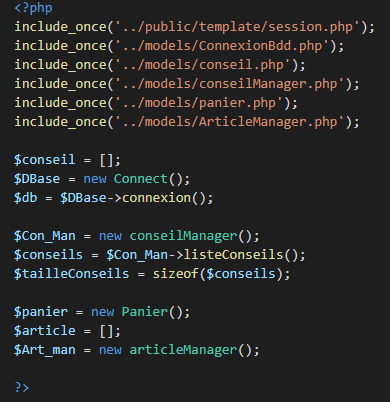 <?php
include_once('../public/template/session.php');
include_once('../models/ConnexionBdd.php');
include_once('../models/conseil.php');
include_once('../models/conseilManager.php');
include_once('../models/panier.php');
include_once('../models/ArticleManager.php');
$conseil = [];
$DBase = new Connect();
$db = $DBase->connexion();
$Con_Man = new conseilManager();
$conseils = $Con_Man->listeConseils();
$tailleConseils = sizeof($conseils);
$panier = new Panier();
$article = [];
$Art_man = new articleManager();
?>